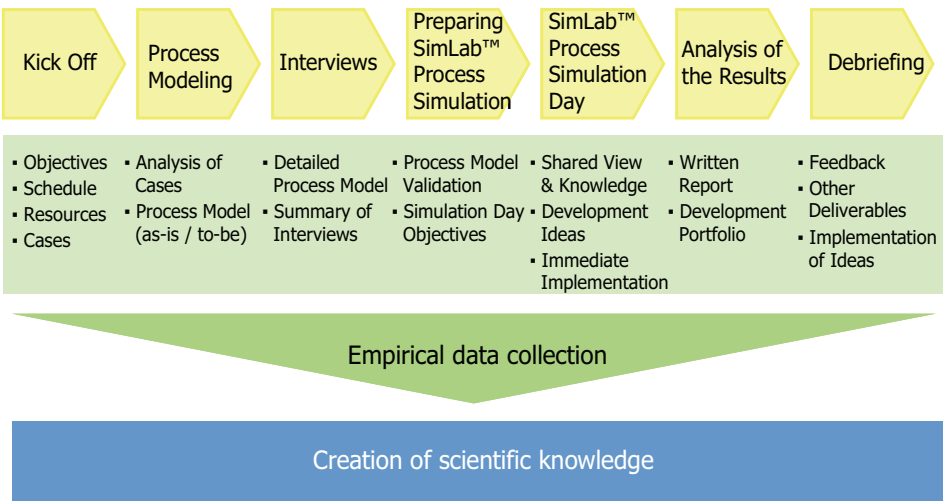 Kick Off
Process
Modeling
Interviews
Preparing
SimLab™
Process
Simulation
SimLab™
Process
Simulation
Day
Analysis of
the Results
Debriefing
▪ Objectives
▪ Schedule
▪ Resources
▪ Cases
▪ Analysis of
Cases
▪ Process Model
(as-is / to-be)
▪ Detailed
Process Model
▪ Summary of
Interviews
▪ Process Model
Validation
▪ Simulation Day
Objectives
▪ Shared View
& Knowledge
▪ Development
Ideas
▪ Immediate
Implementation
▪ Written
Report
▪ Development
Portfolio
▪ Feedback
▪ Other
Deliverables
▪ Implementation
of Ideas
Empirical data collection
Creation of scientific knowledge